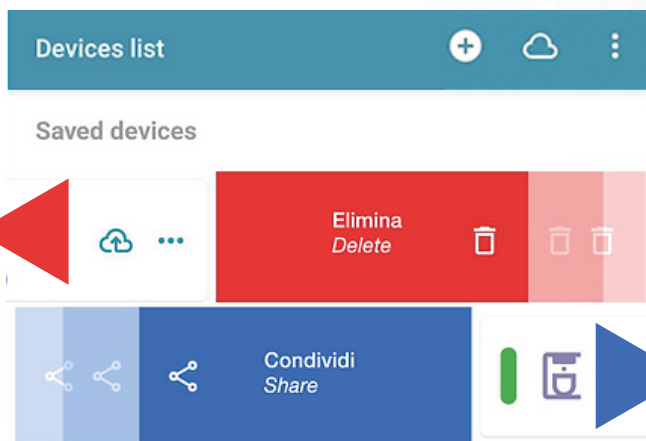 Devices list
Saved devices
Elimina
Delete
Condividi
Share